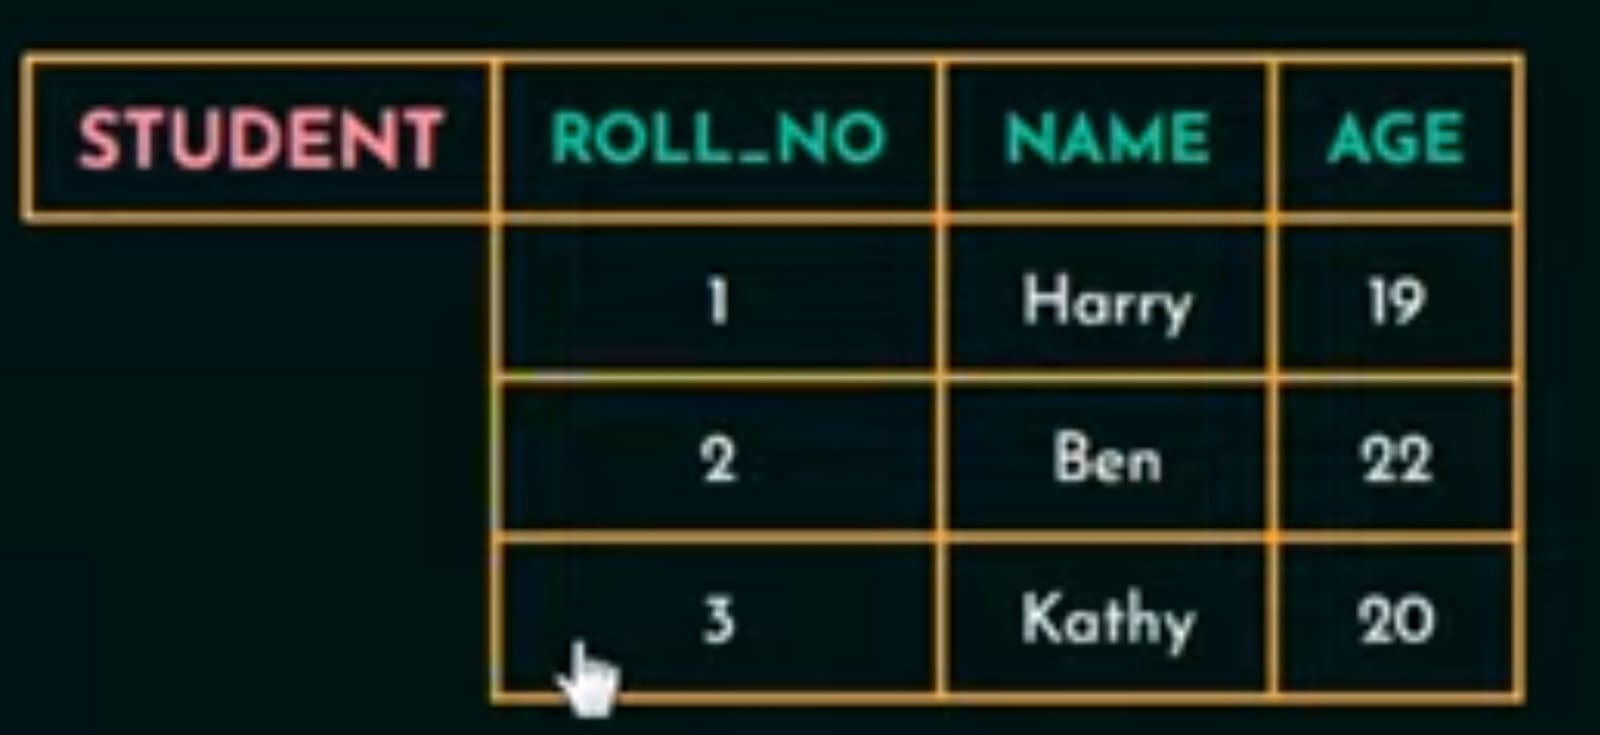 STUDENT ROLL_NO NAME AGE
1 Harry 19
2 Ben 22
3 Kathy 20